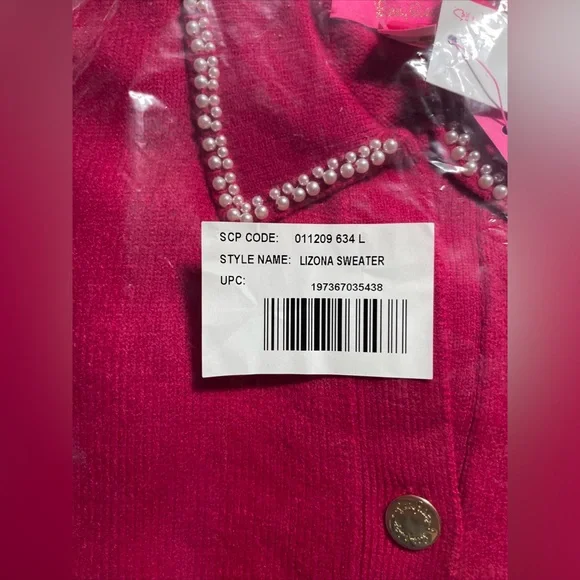 SCP CODE: 011209 634 L
STYLE NAME: LIZONA SWEATER
UPC: 197367035438